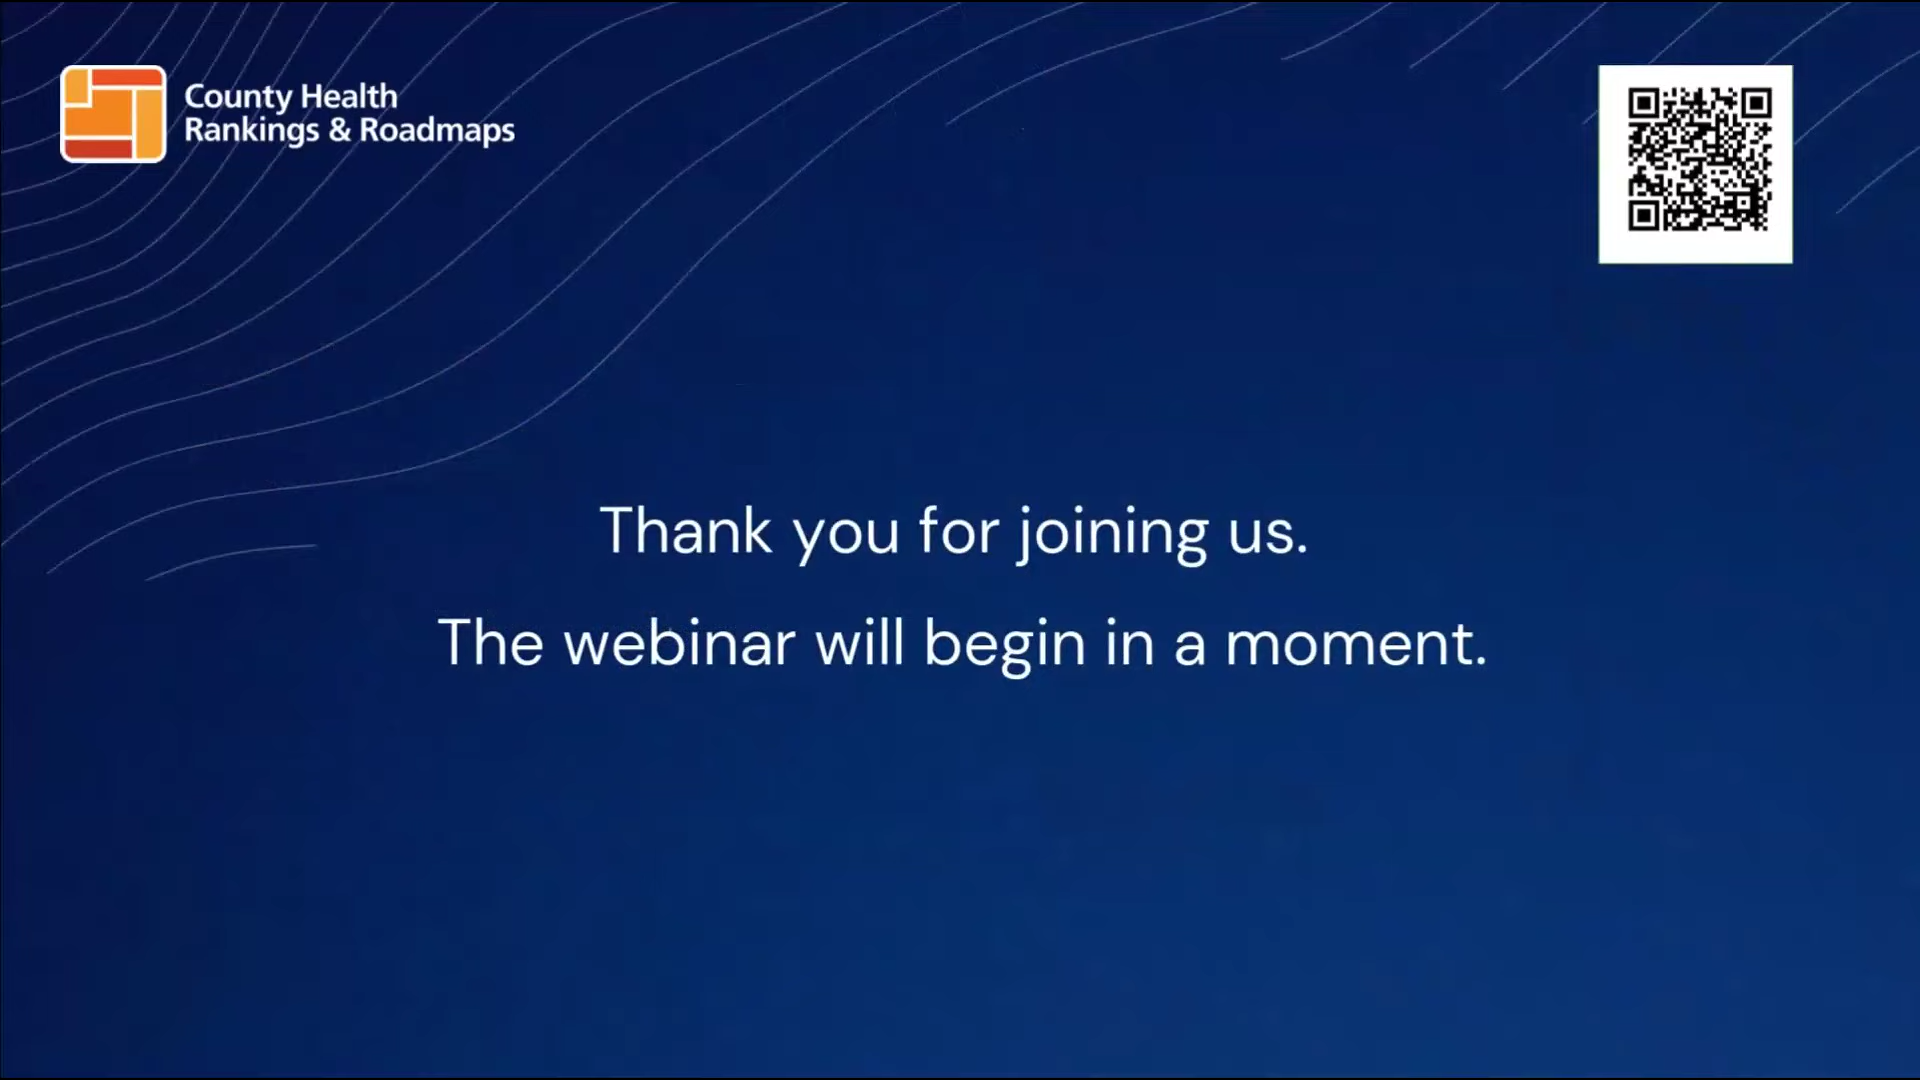 County Health
Rankings & Roadmaps
Thank you for joining us.
The webinar will begin in a moment.